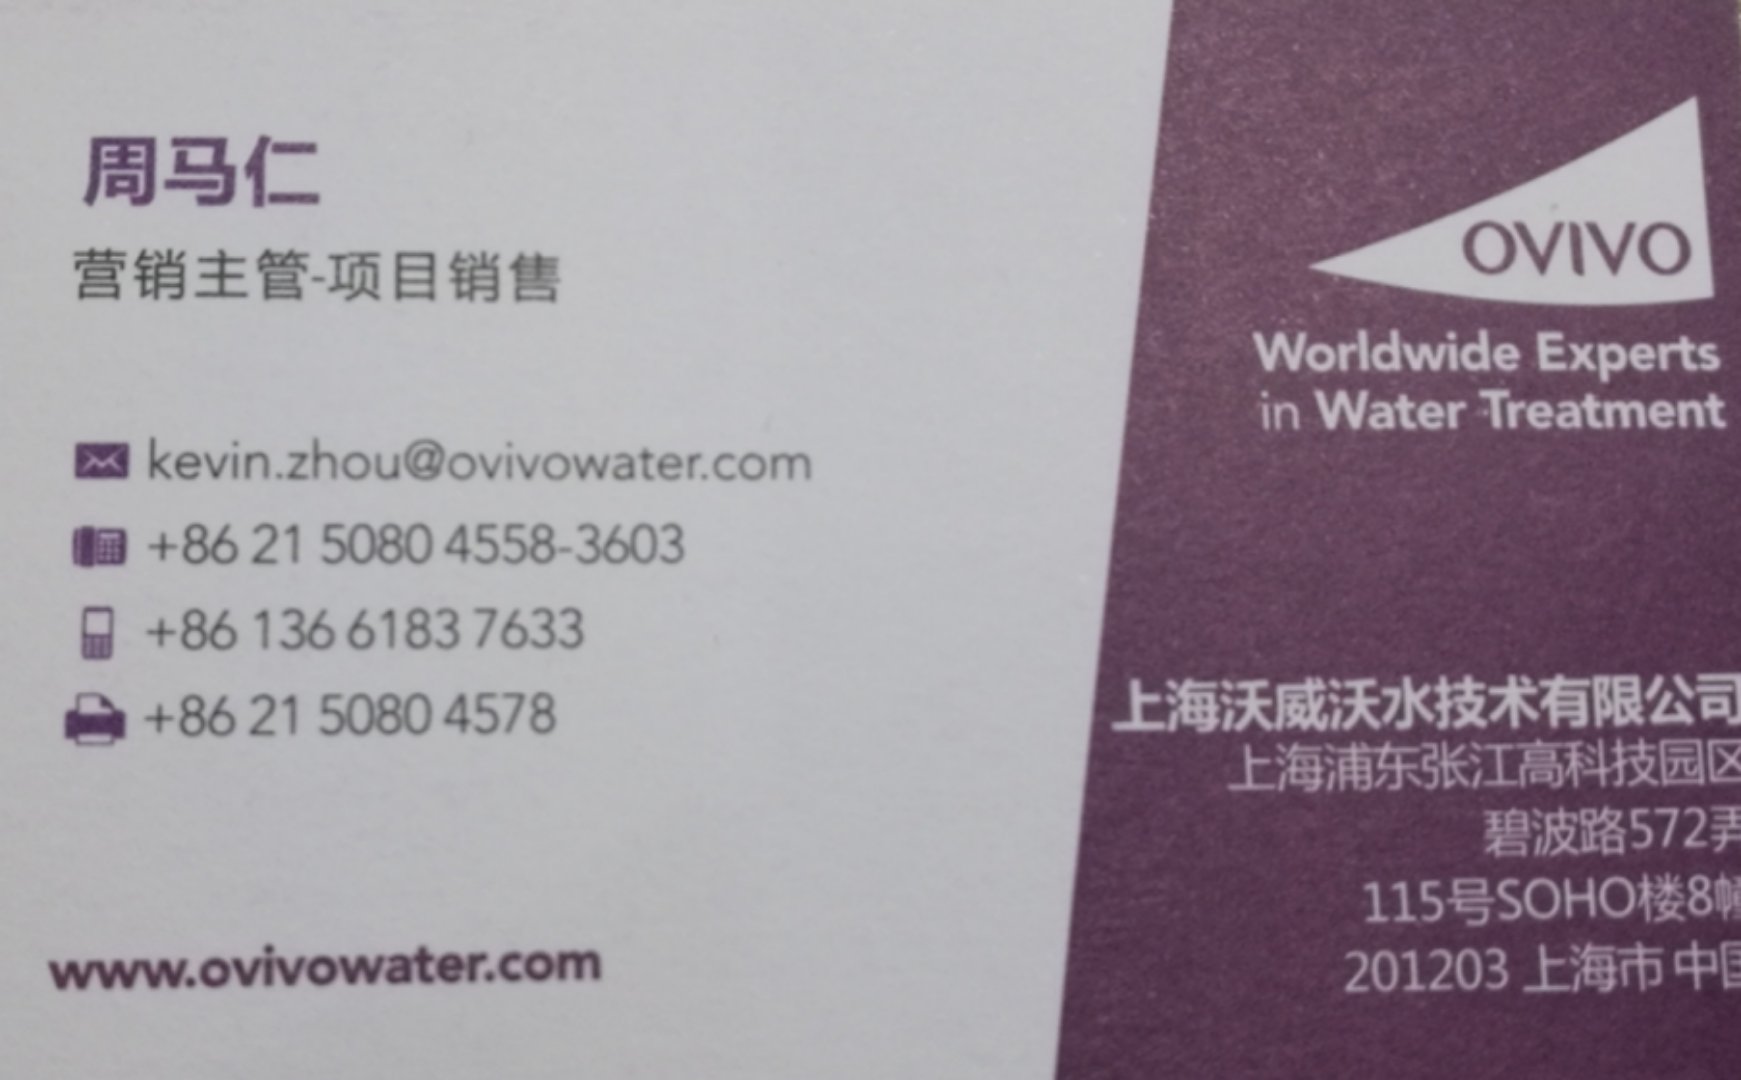 周马仁
营销主管-项目销售
kevin.zhou@ovivowater.com
+86 21 5080 4558-3603
+86 136 6183 7633
+86 21 5080 4578
www.ovivowater.com
OVIVO
Worldwide Experts
in Water Treatment
上海沃威沃水技术有限公司
上海浦东张江高科技园区
碧波路572弄
115号SOHO楼8幢
201203 上海市 中国